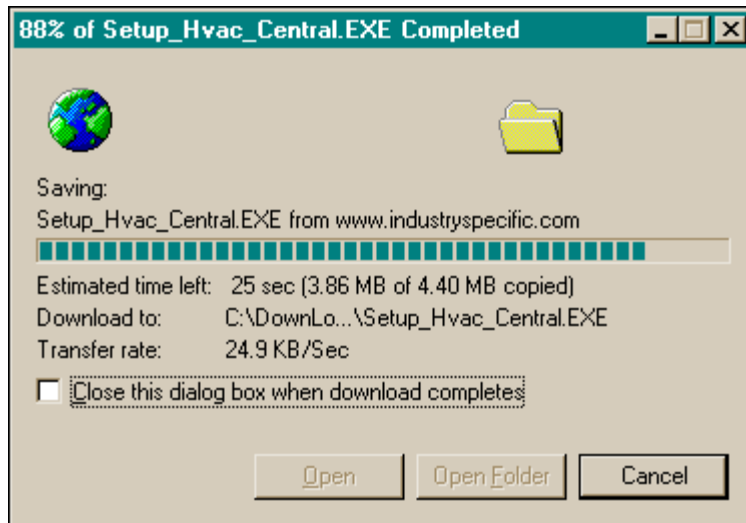 88% of Setup_Hvac_Central.EXE Completed
Saving:
Setup_Hvac_Central.EXE from www.industryspecific.com
Estimated time left: 25 sec (3.86 MB of 4.40 MB copied)
Download to: C:\DownLo...\Setup_Hvac_Central.EXE
Transfer rate: 24.9 KB/Sec
Close this dialog box when download completes
Open Open Folder Cancel